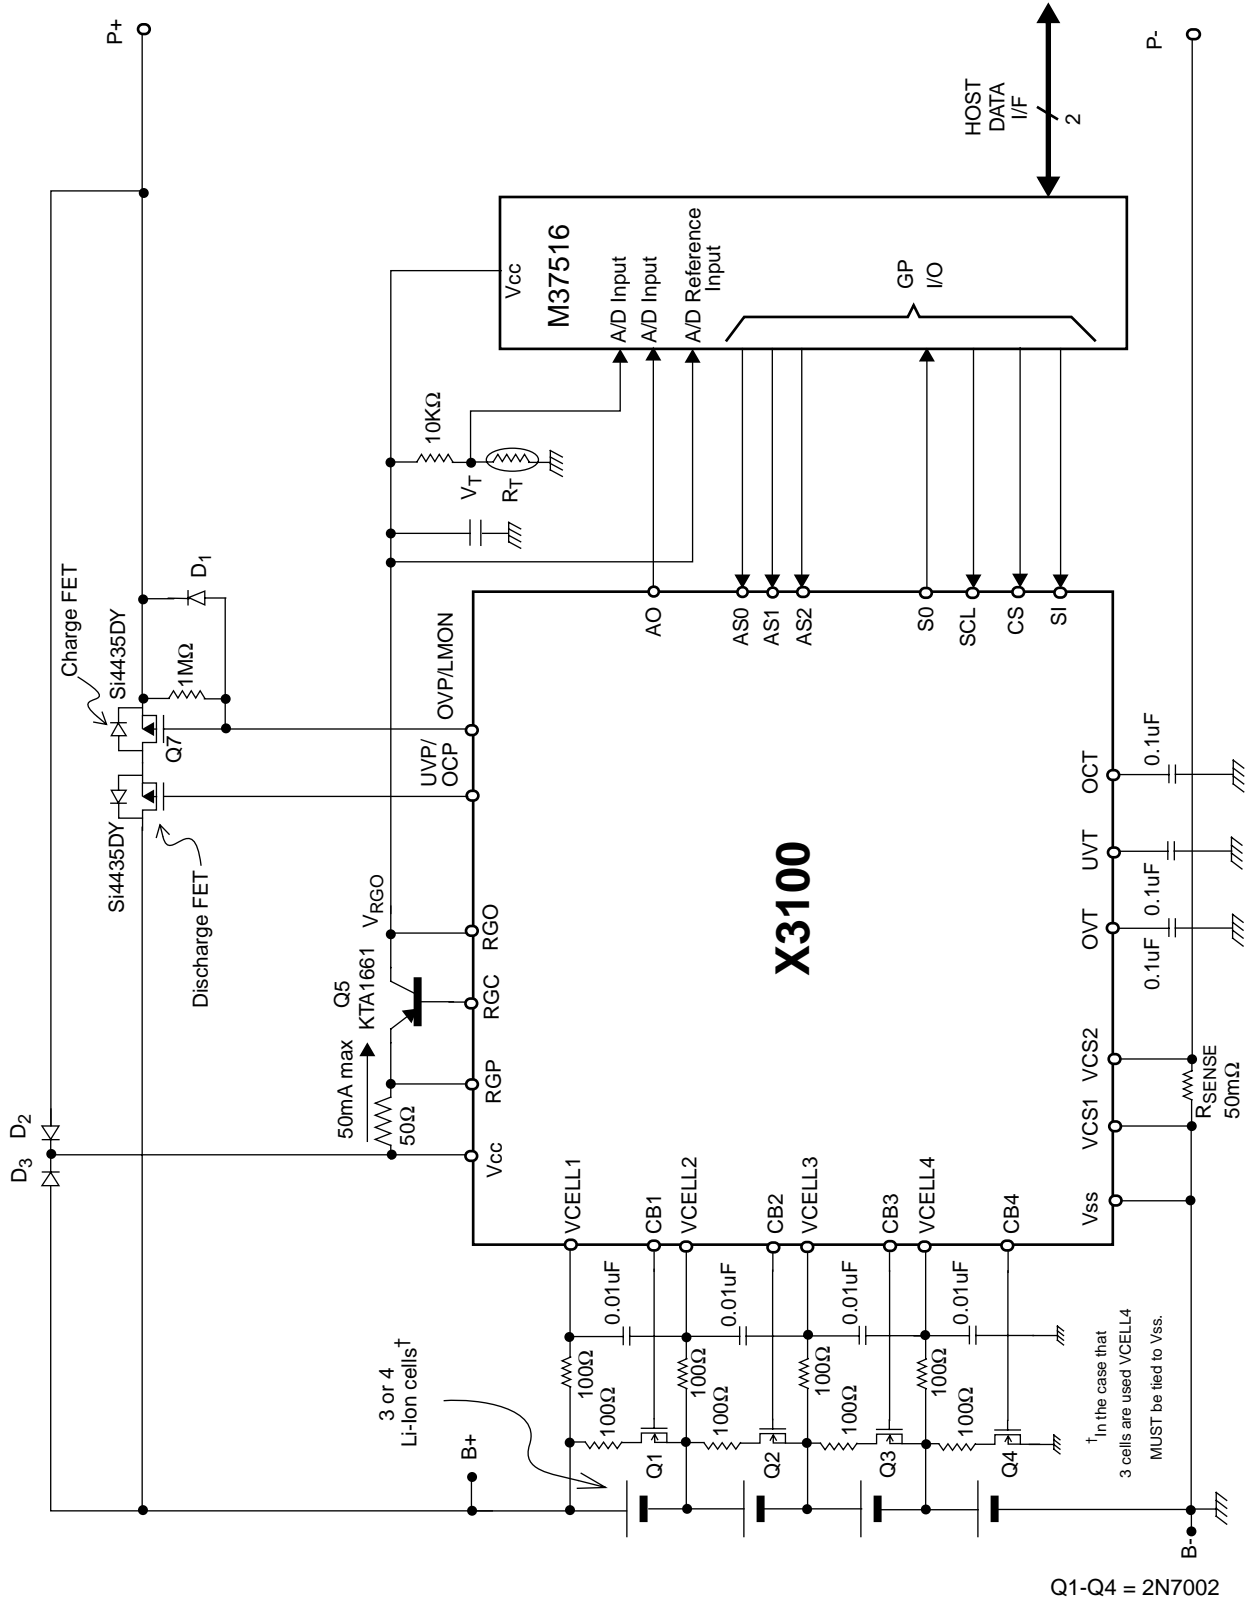 P+
P-
HOST
DATA
I/F
2
M37516
Vcc
A/D Input
A/D Input
A/D Reference
Input
GP
I/O
10KΩ
VT
RT
D1
Charge FET
Si4435DY
1MΩ
Q7
Si4435DY
Discharge FET
VRGO
Q5
KTA1661
50mA max
50Ω
D2
D3
OVP/LMON
UVP/
OCP
RGO
RGC
RGP
Vcc
AO
AS0
AS1
AS2
S0
SCL
CS
SI
X3100
OCT
UVT
OVT
0.1uF
0.1uF
0.1uF
VCS2
VCS1
Vss
RSENSE
50mΩ
VCELL1
CB1
VCELL2
CB2
VCELL3
CB3
VCELL4
CB4
0.01uF
0.01uF
0.01uF
0.01uF
100Ω
100Ω
100Ω
100Ω
100Ω
100Ω
100Ω
100Ω
Q1
Q2
Q3
Q4
3 or 4
Li-Ion cells†
B+
B-
†In the case that
3 cells are used VCELL4
MUST be tied to Vss.
Q1-Q4 = 2N7002